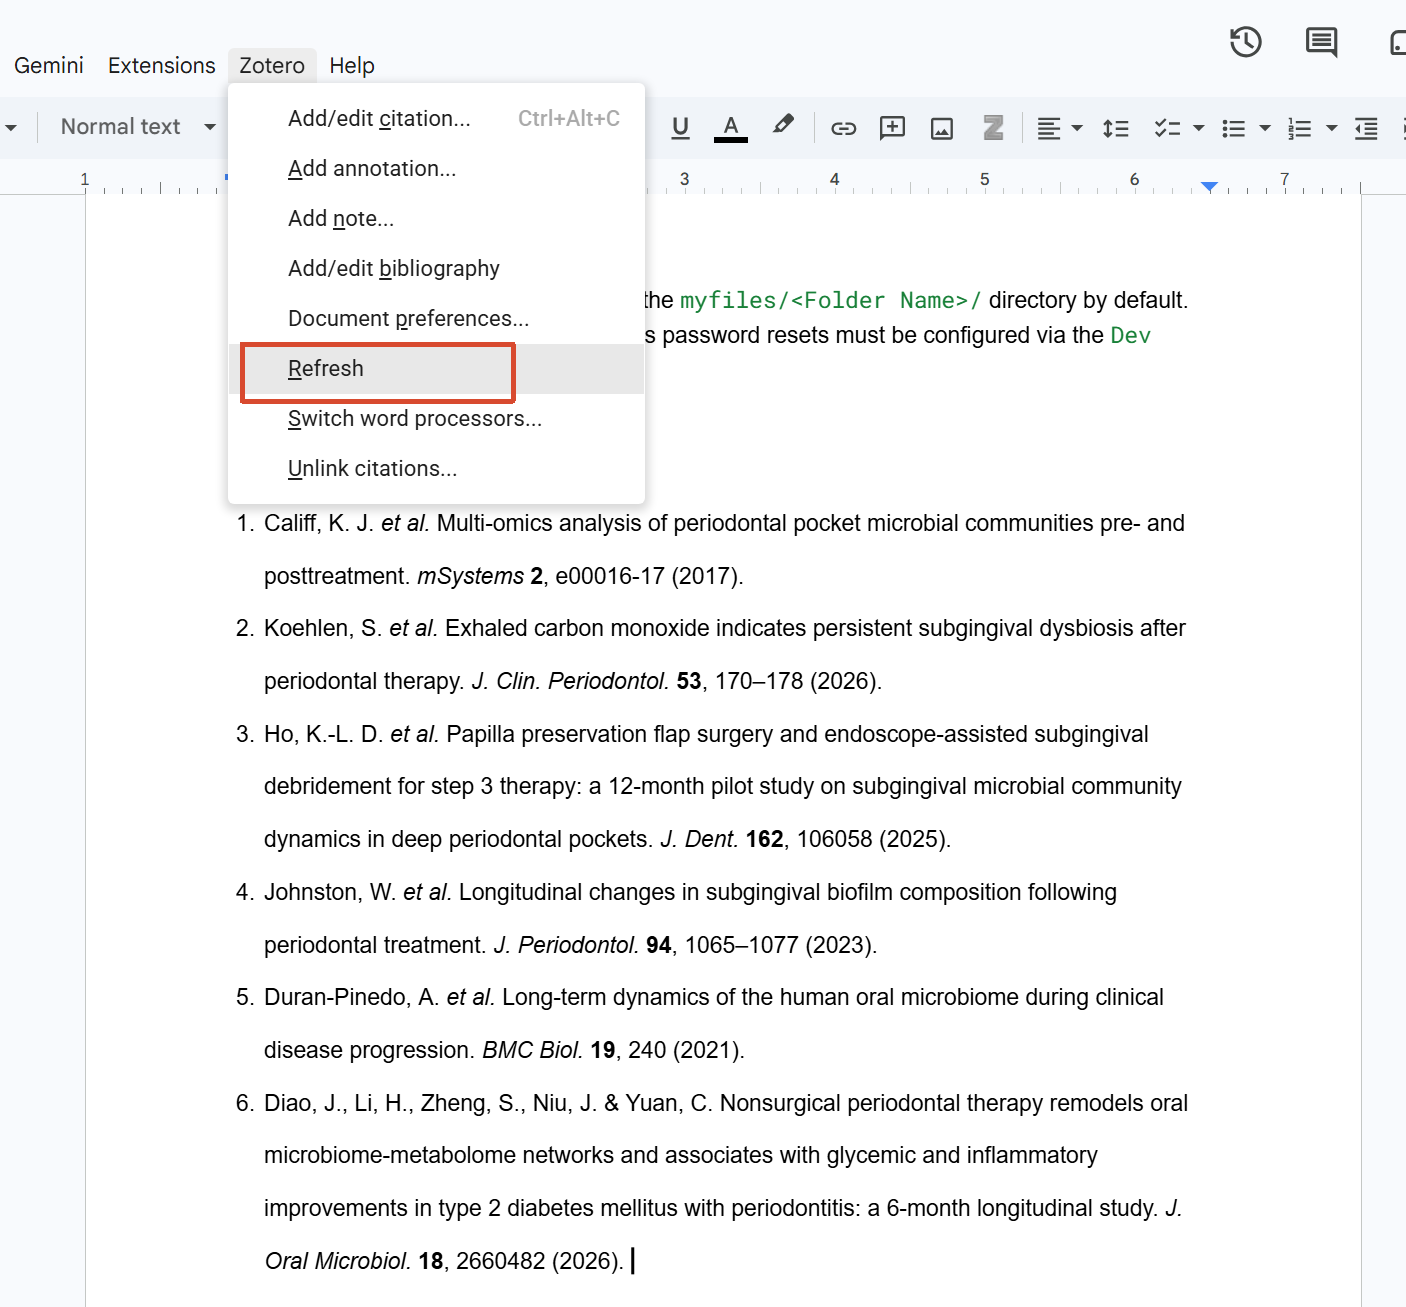 Gemini Extensions Zotero Help
Normal text
Add/edit citation... Ctrl+Alt+C
Add annotation...
Add note...
Add/edit bibliography
Document preferences...
Refresh
Switch word processors...
Unlink citations...
1 3 4 5 6 7
the myfiles/<Folder Name>/ directory by default.
s password resets must be configured via the Dev
1. Califf, K. J. et al. Multi-omics analysis of periodontal pocket microbial communities pre- and
posttreatment. mSystems 2, e00016-17 (2017).
2. Koehlen, S. et al. Exhaled carbon monoxide indicates persistent subgingival dysbiosis after
periodontal therapy. J. Clin. Periodontol. 53, 170–178 (2026).
3. Ho, K.-L. D. et al. Papilla preservation flap surgery and endoscope-assisted subgingival
debridement for step 3 therapy: a 12-month pilot study on subgingival microbial community
dynamics in deep periodontal pockets. J. Dent. 162, 106058 (2025).
4. Johnston, W. et al. Longitudinal changes in subgingival biofilm composition following
periodontal treatment. J. Periodontol. 94, 1065–1077 (2023).
5. Duran-Pinedo, A. et al. Long-term dynamics of the human oral microbiome during clinical
disease progression. BMC Biol. 19, 240 (2021).
6. Diao, J., Li, H., Zheng, S., Niu, J. & Yuan, C. Nonsurgical periodontal therapy remodels oral
microbiome-metabolome networks and associates with glycemic and inflammatory
improvements in type 2 diabetes mellitus with periodontitis: a 6-month longitudinal study. J.
Oral Microbiol. 18, 2660482 (2026).